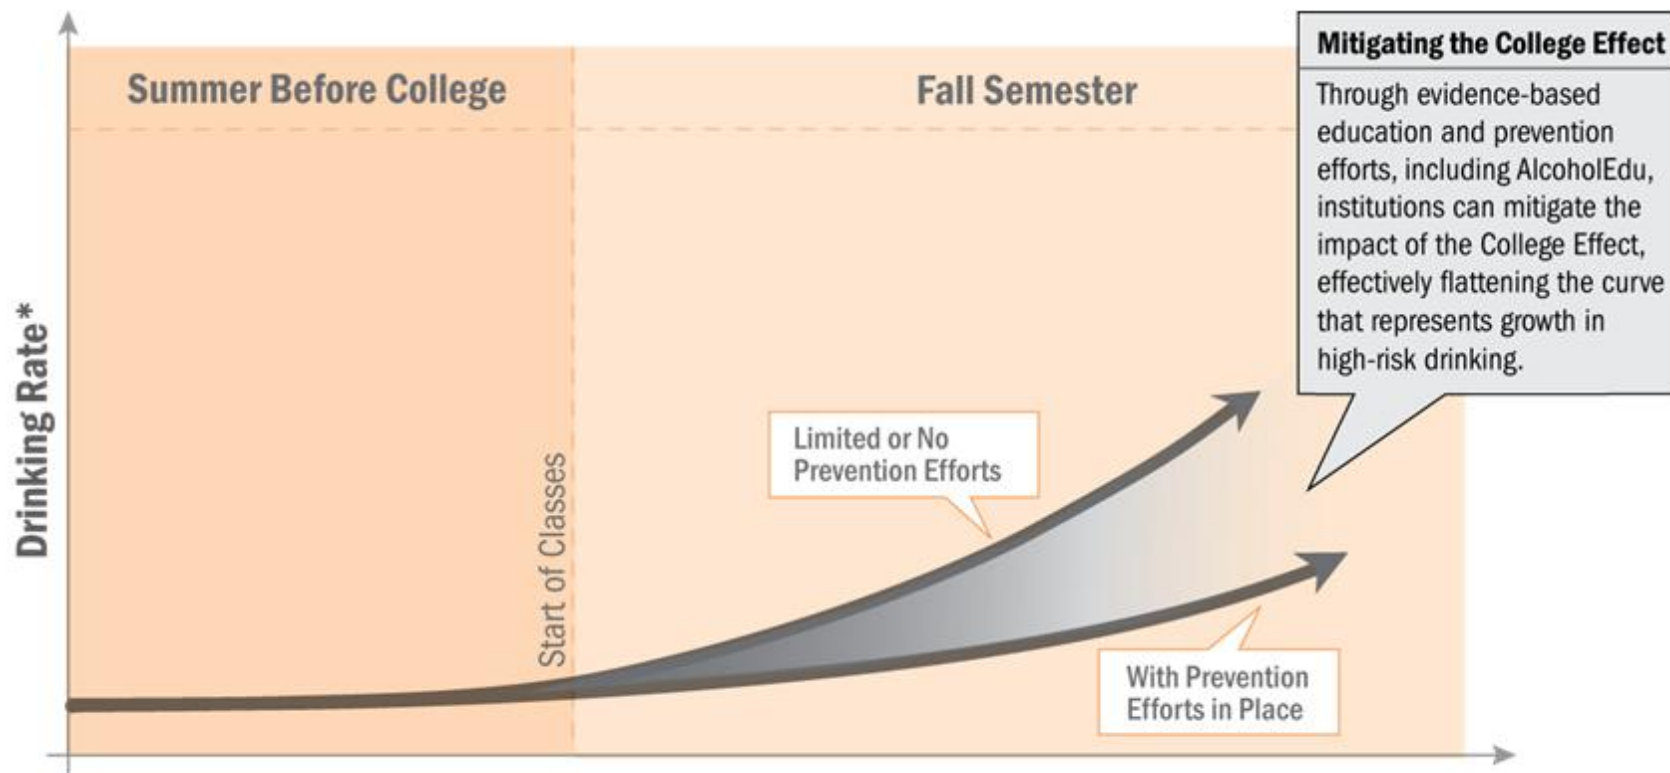 Summer Before College
Fall Semester
Mitigating the College Effect
Through evidence-based
education and prevention
efforts, including AlcoholEdu,
institutions can mitigate the
impact of the College Effect,
effectively flattening the curve
that represents growth in
high-risk drinking.
Drinking Rate*
Start of Classes
Limited or No
Prevention Efforts
With Prevention
Efforts in Place